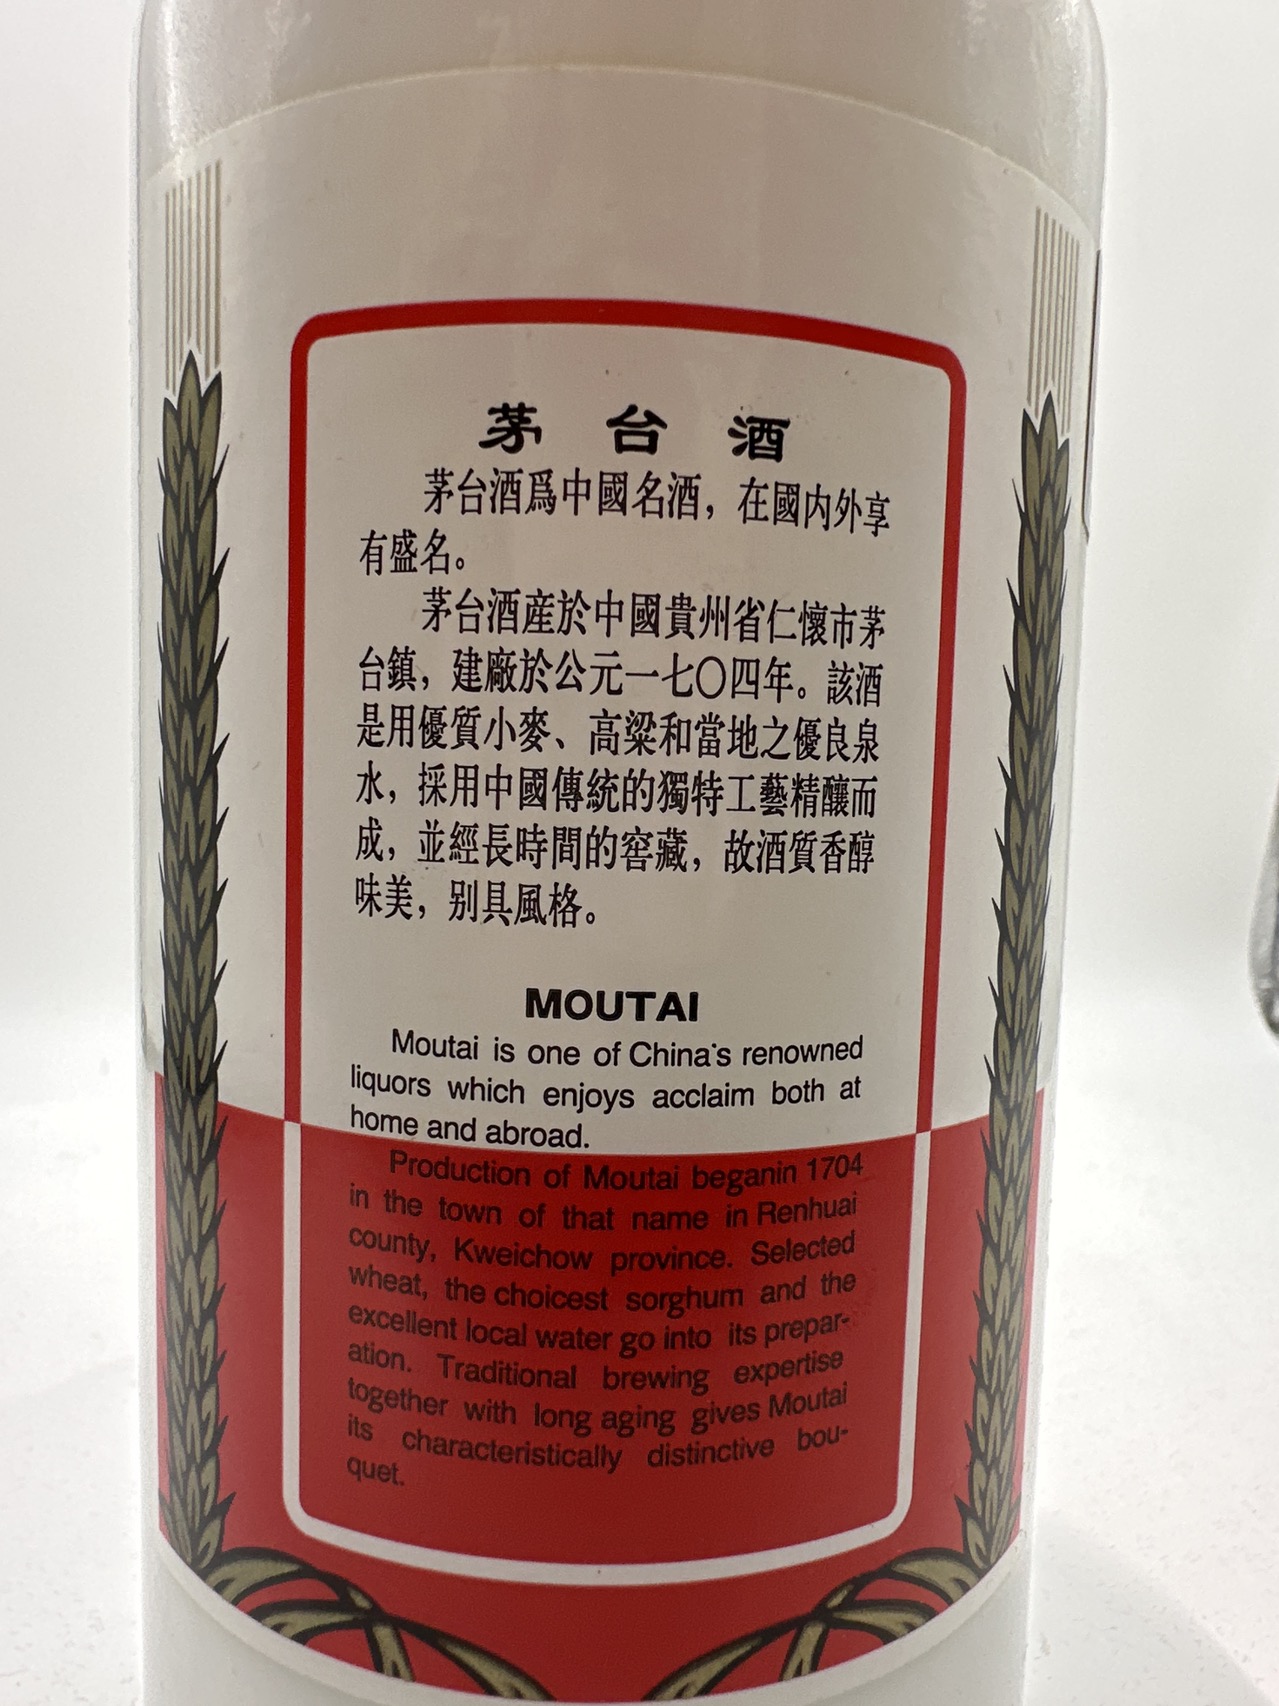 茅台酒
茅台酒爲中國名酒，在國内外享
有盛名。
茅台酒産於中國貴州省仁懷市茅
台鎮，建廠於公元一七〇四年。該酒
是用優質小麥、高粱和當地之優良泉
水，採用中國傳統的獨特工藝精釀而
成，並經長時間的窖藏，故酒質香醇
味美，别具風格。
MOUTAI
Moutai is one of China's renowned
liquors which enjoys acclaim both at
home and abroad.
Production of Moutai beganin 1704
in the town of that name in Renhuai
county, Kweichow province. Selected
wheat, the choicest sorghum and the
excellent local water go into its prepar-
ation. Traditional brewing expertise
together with long aging gives Moutai
its characteristically distinctive bou-
quet.